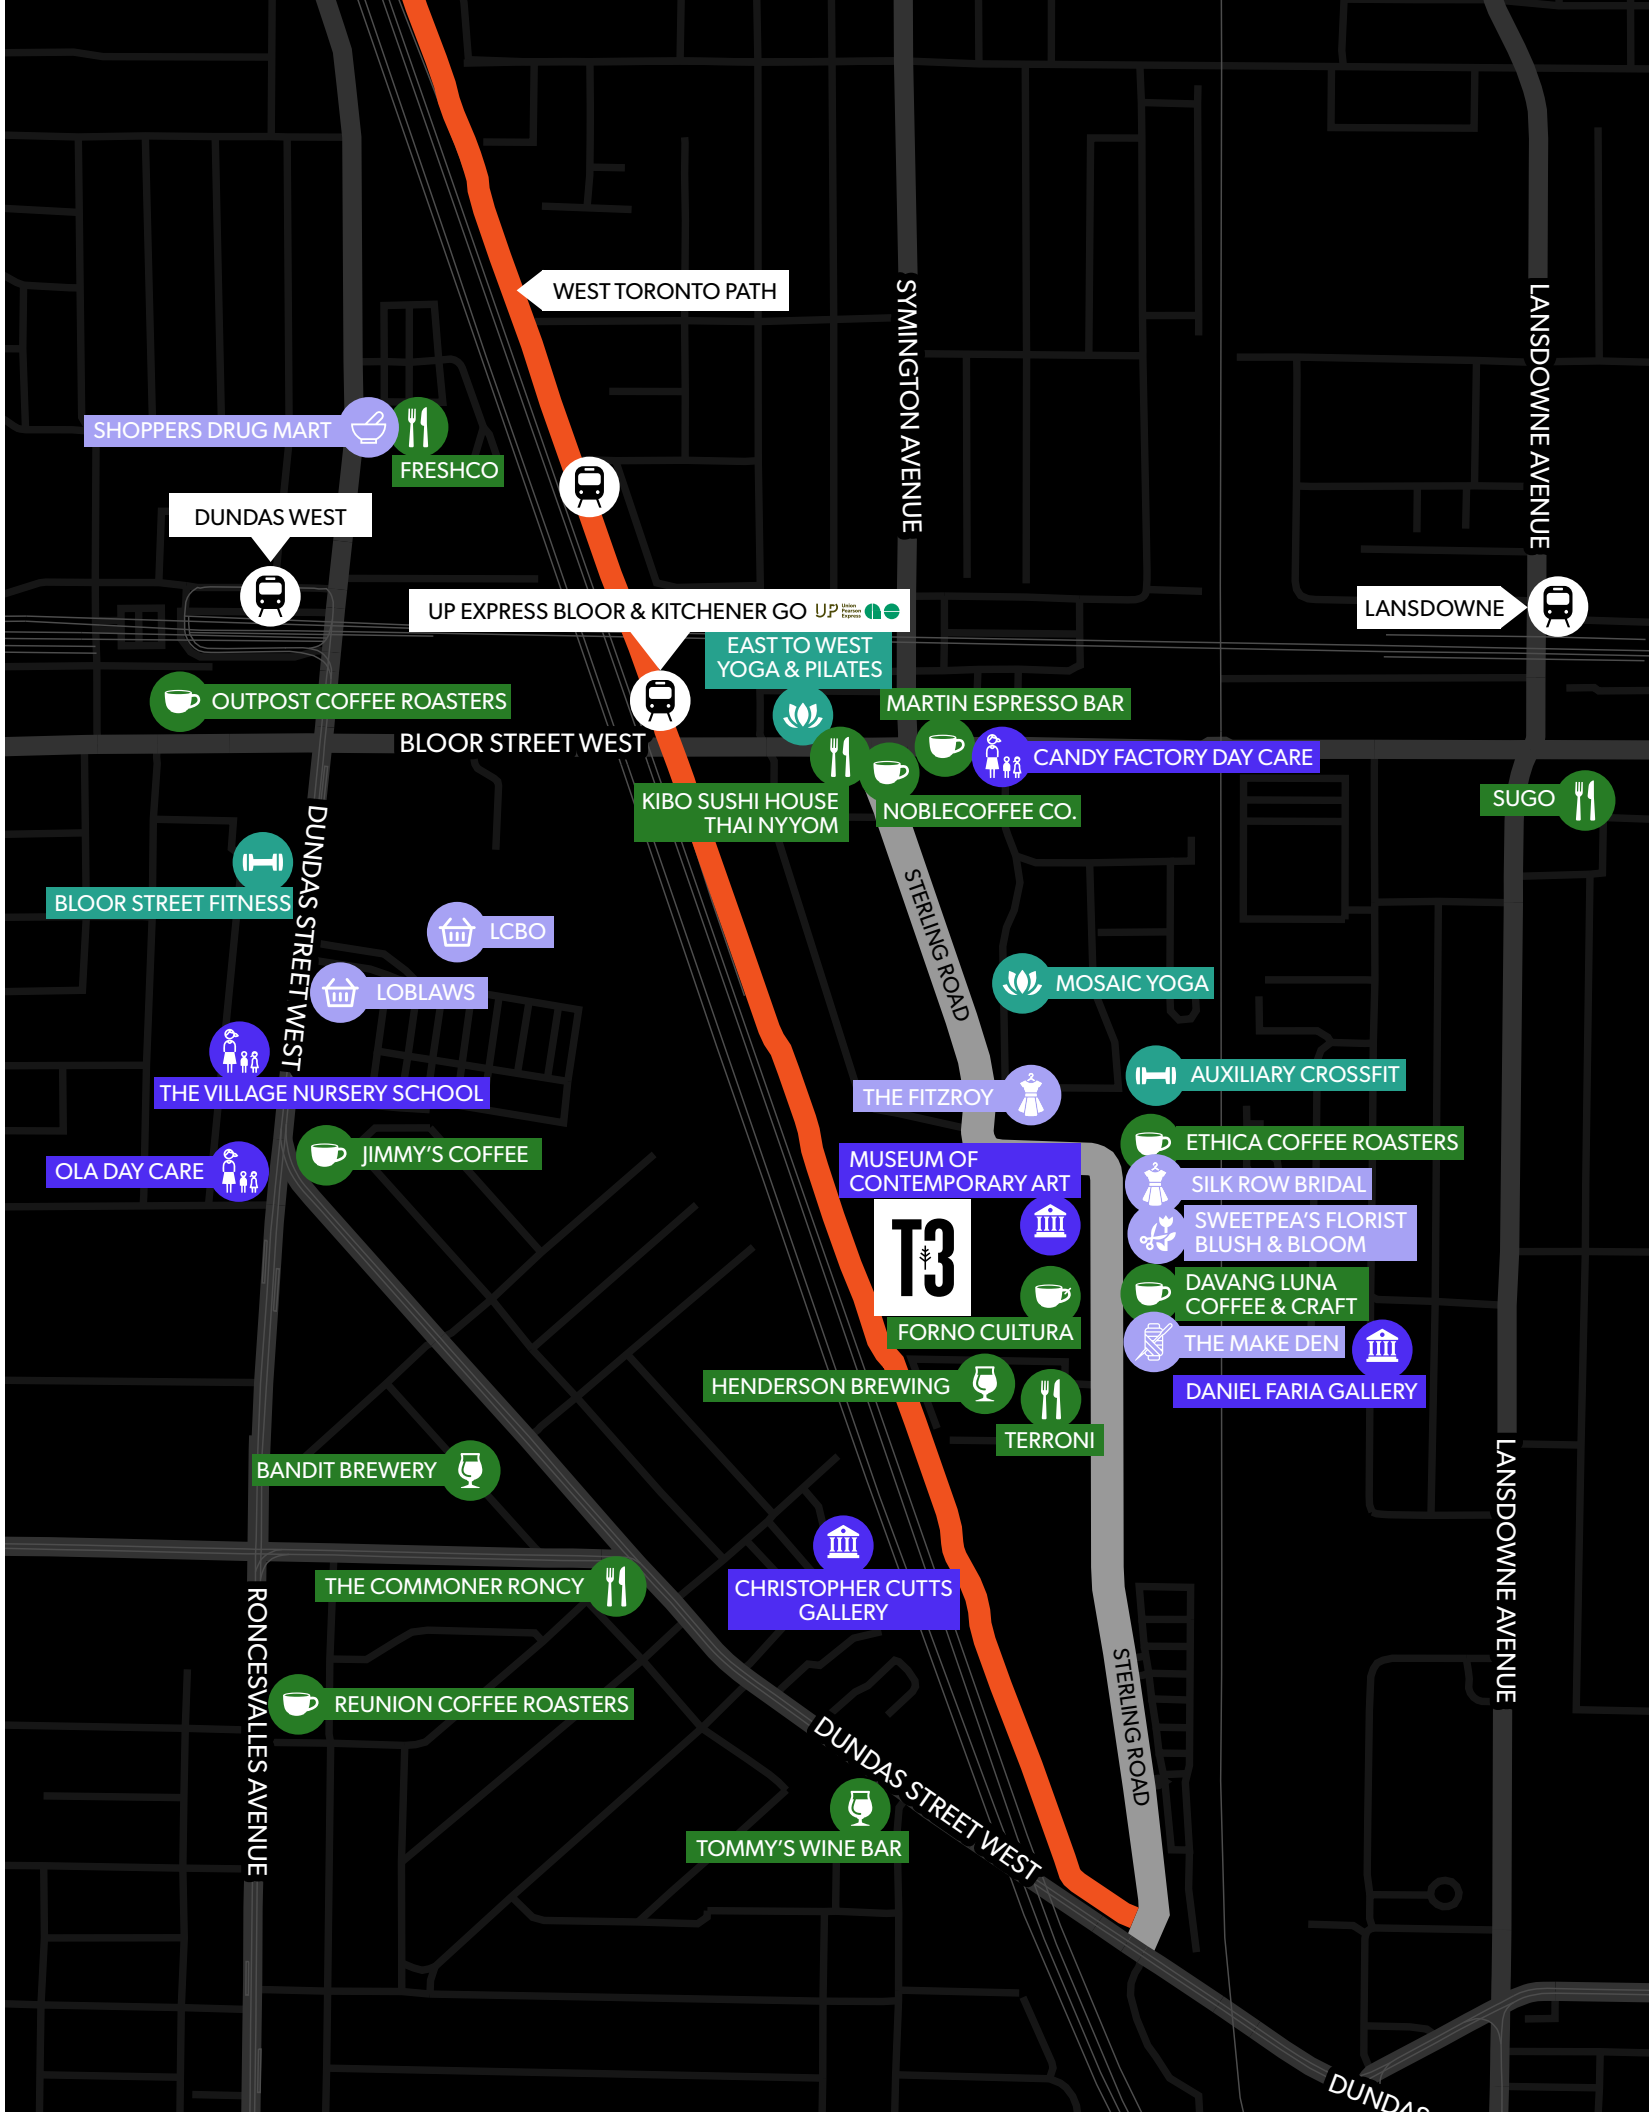 WEST TORONTO PATH
SYMINGTON AVENUE
LANSDOWNE AVENUE
SHOPPERS DRUG MART
FRESHCO
DUNDAS WEST
UP EXPRESS BLOOR & KITCHENER GO
UP
Union
Pearson
Express
GO
LANSDOWNE
EAST TO WEST
YOGA & PILATES
OUTPOST COFFEE ROASTERS
MARTIN ESPRESSO BAR
BLOOR STREET WEST
CANDY FACTORY DAY CARE
KIBO SUSHI HOUSE
THAI NYYOM
NOBLECOFFEE CO.
SUGO
DUNDAS STREET WEST
BLOOR STREET FITNESS
STERLING ROAD
LCBO
LOBLAWS
MOSAIC YOGA
THE VILLAGE NURSERY SCHOOL
THE FITZROY
AUXILIARY CROSSFIT
JIMMY'S COFFEE
OLA DAY CARE
MUSEUM OF
CONTEMPORARY ART
ETHICA COFFEE ROASTERS
SILK ROW BRIDAL
SWEETPEA'S FLORIST
BLUSH & BLOOM
T3
DAVANG LUNA
COFFEE & CRAFT
FORNO CULTURA
THE MAKE DEN
HENDERSON BREWING
DANIEL FARIA GALLERY
TERRONI
BANDIT BREWERY
LANSDOWNE AVENUE
THE COMMONER RONCY
CHRISTOPHER CUTTS
GALLERY
RONCESVALLES AVENUE
REUNION COFFEE ROASTERS
STERLING ROAD
DUNDAS STREET WEST
TOMMY'S WINE BAR
DUNDAS